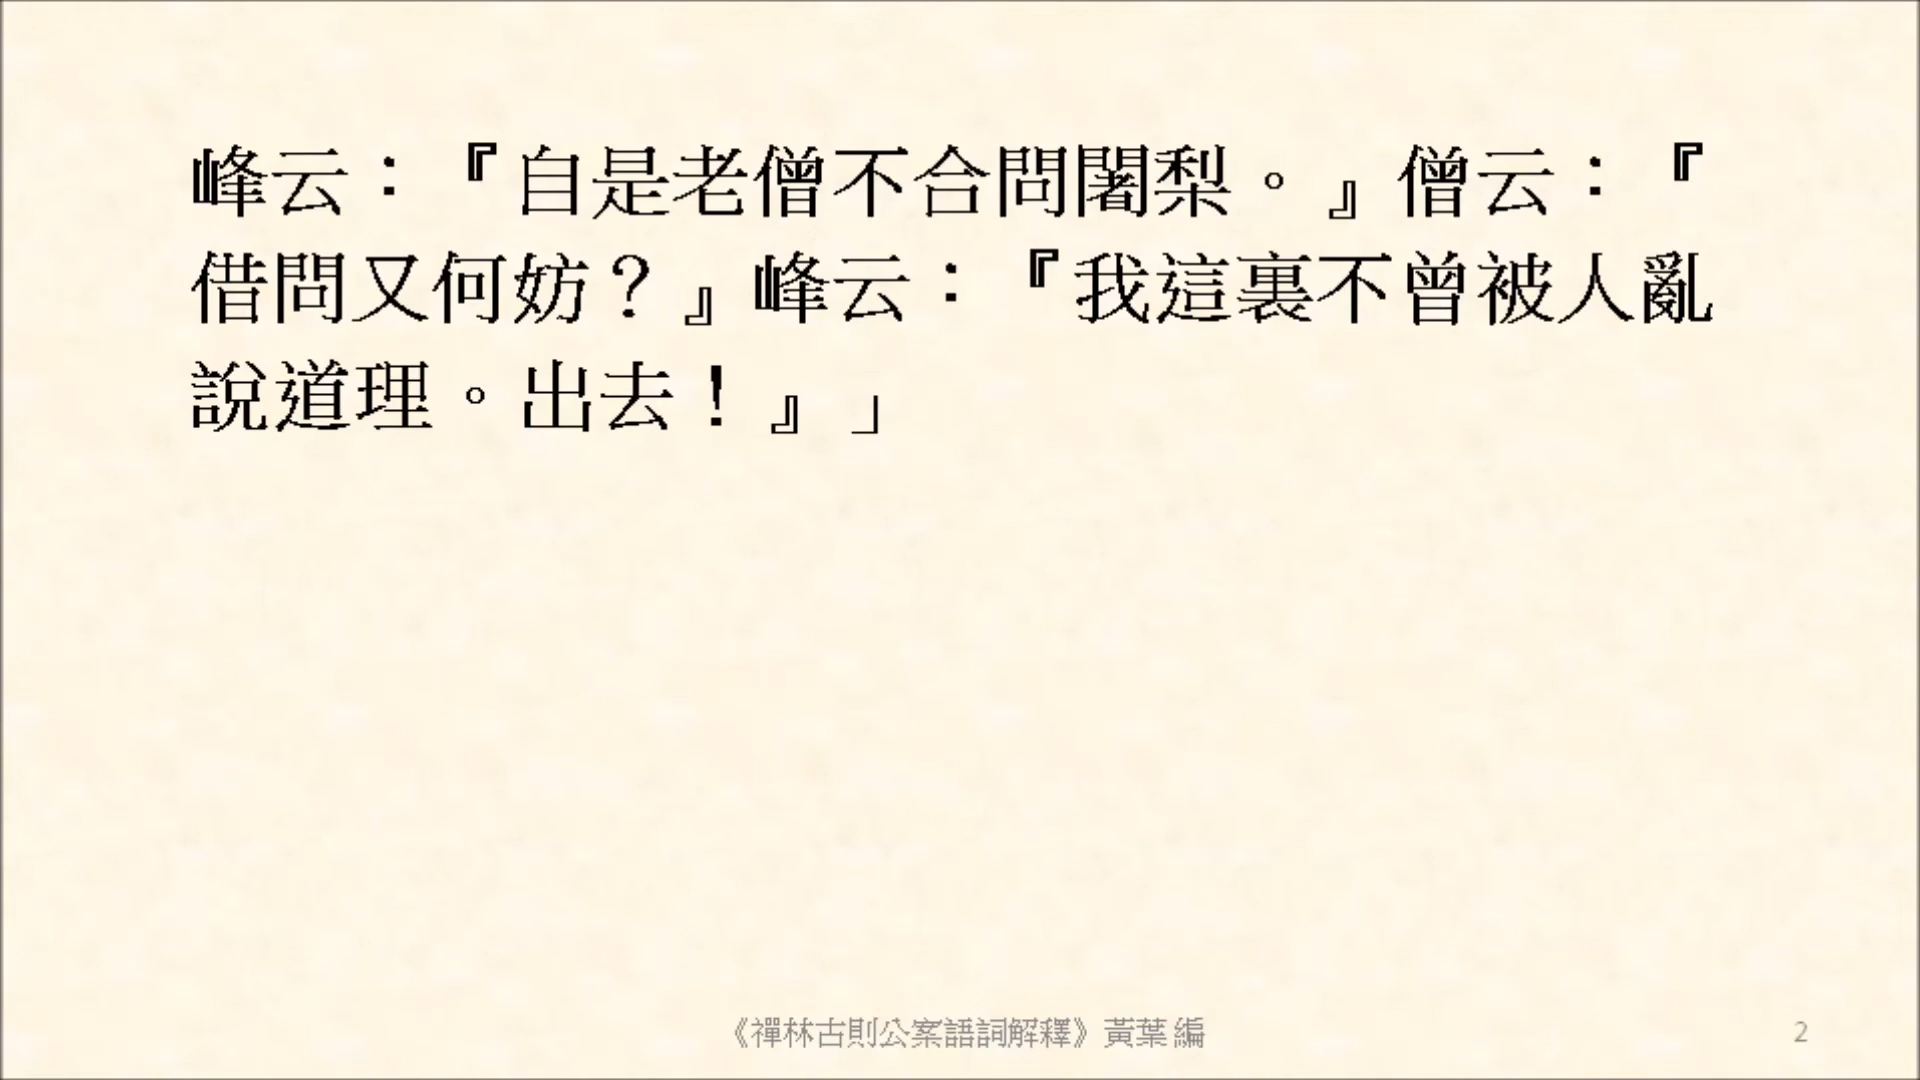 峰云：『自是老僧不合問闍梨。』僧云：『
借問又何妨？』峰云：『我這裏不曾被人亂
說道理。出去！』」
《禪林古則公案語詞解釋》黃葉 編
2